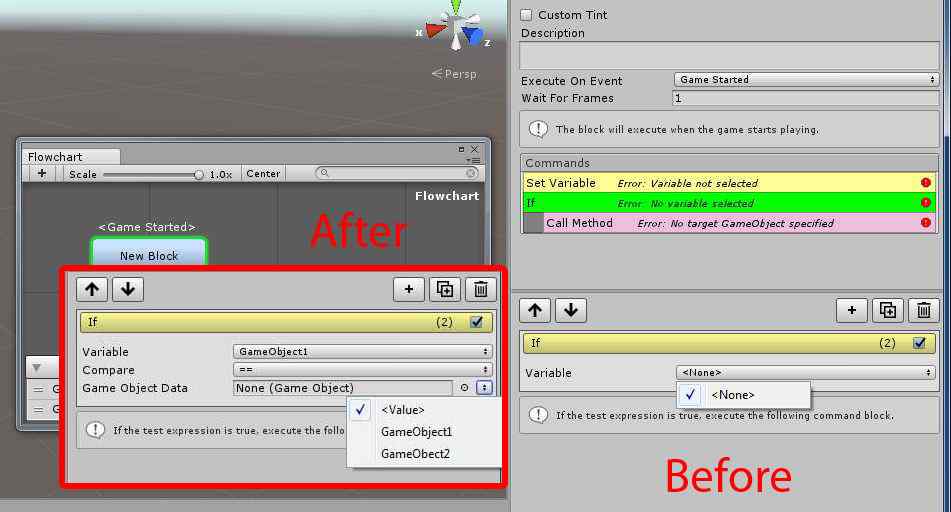 x
z
< Persp
Flowchart
+ Scale 1.0x Center
Flowchart
<Game Started>
New Block
After
If (2)
Variable GameObject1
Compare ==
Game Object Data None (Game Object)
<Value>
GameObject1
GameObect2
If the test expression is true, execute the follo
Custom Tint
Description
Execute On Event Game Started
Wait For Frames 1
The block will execute when the game starts playing.
Commands
Set Variable Error: Variable not selected
If Error: No variable selected
Call Method Error: No target GameObject specified
If (2)
Variable <None>
<None>
If the test expression is true, execute the following command block.
Before